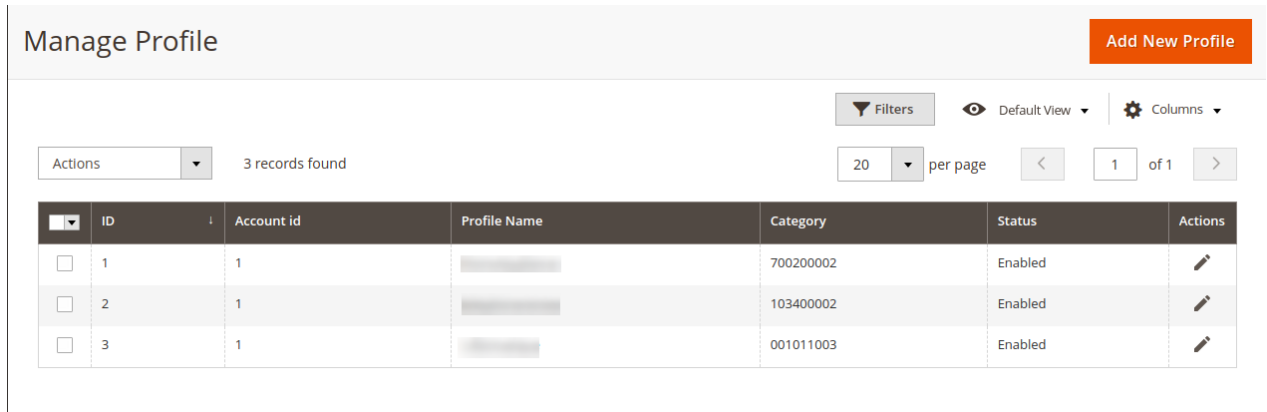 Manage Profile
Add New Profile
Filters Default View Columns
Actions 3 records found 20 per page 1 of 1
ID ↓ Account id Profile Name Category Status Actions
1 1 700200002 Enabled
2 1 103400002 Enabled
3 1 001011003 Enabled